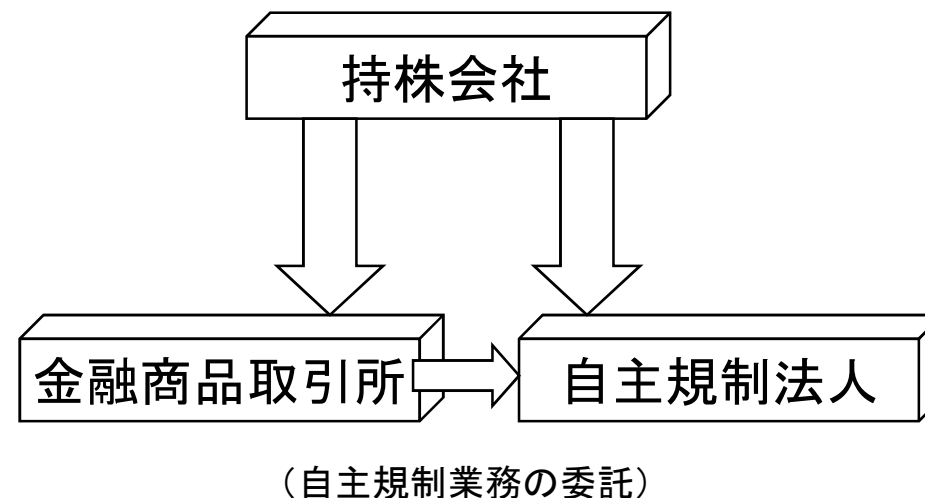 持株会社
金融商品取引所
自主規制法人
（自主規制業務の委託）